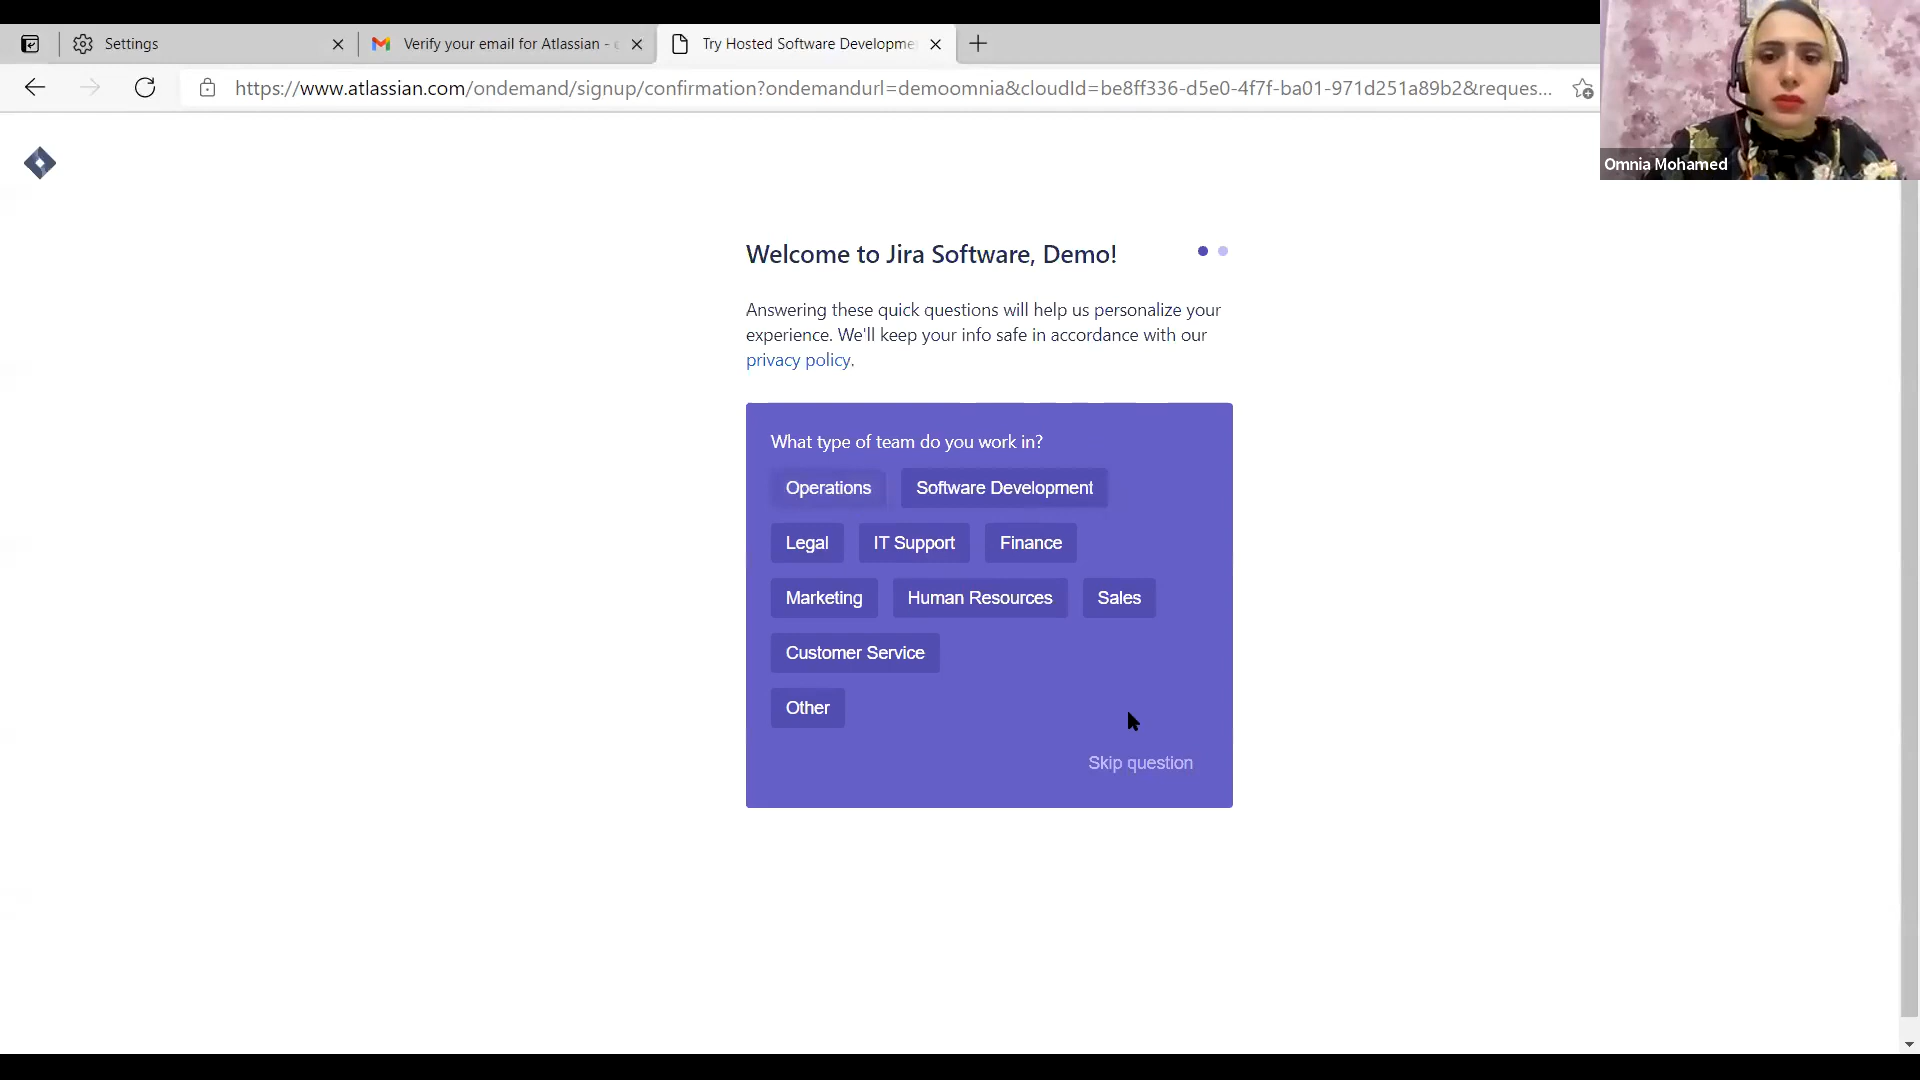 Settings
Verify your email for Atlassian -
Try Hosted Software Developme
https://www.atlassian.com/ondemand/signup/confirmation?ondemandurl=demoomnia&cloudId=be8ff336-d5e0-4f7f-ba01-971d251a89b2&reques...
Omnia Mohamed
Welcome to Jira Software, Demo!
Answering these quick questions will help us personalize your
experience. We'll keep your info safe in accordance with our
privacy policy.
What type of team do you work in?
Operations
Software Development
Legal
IT Support
Finance
Marketing
Human Resources
Sales
Customer Service
Other
Skip question